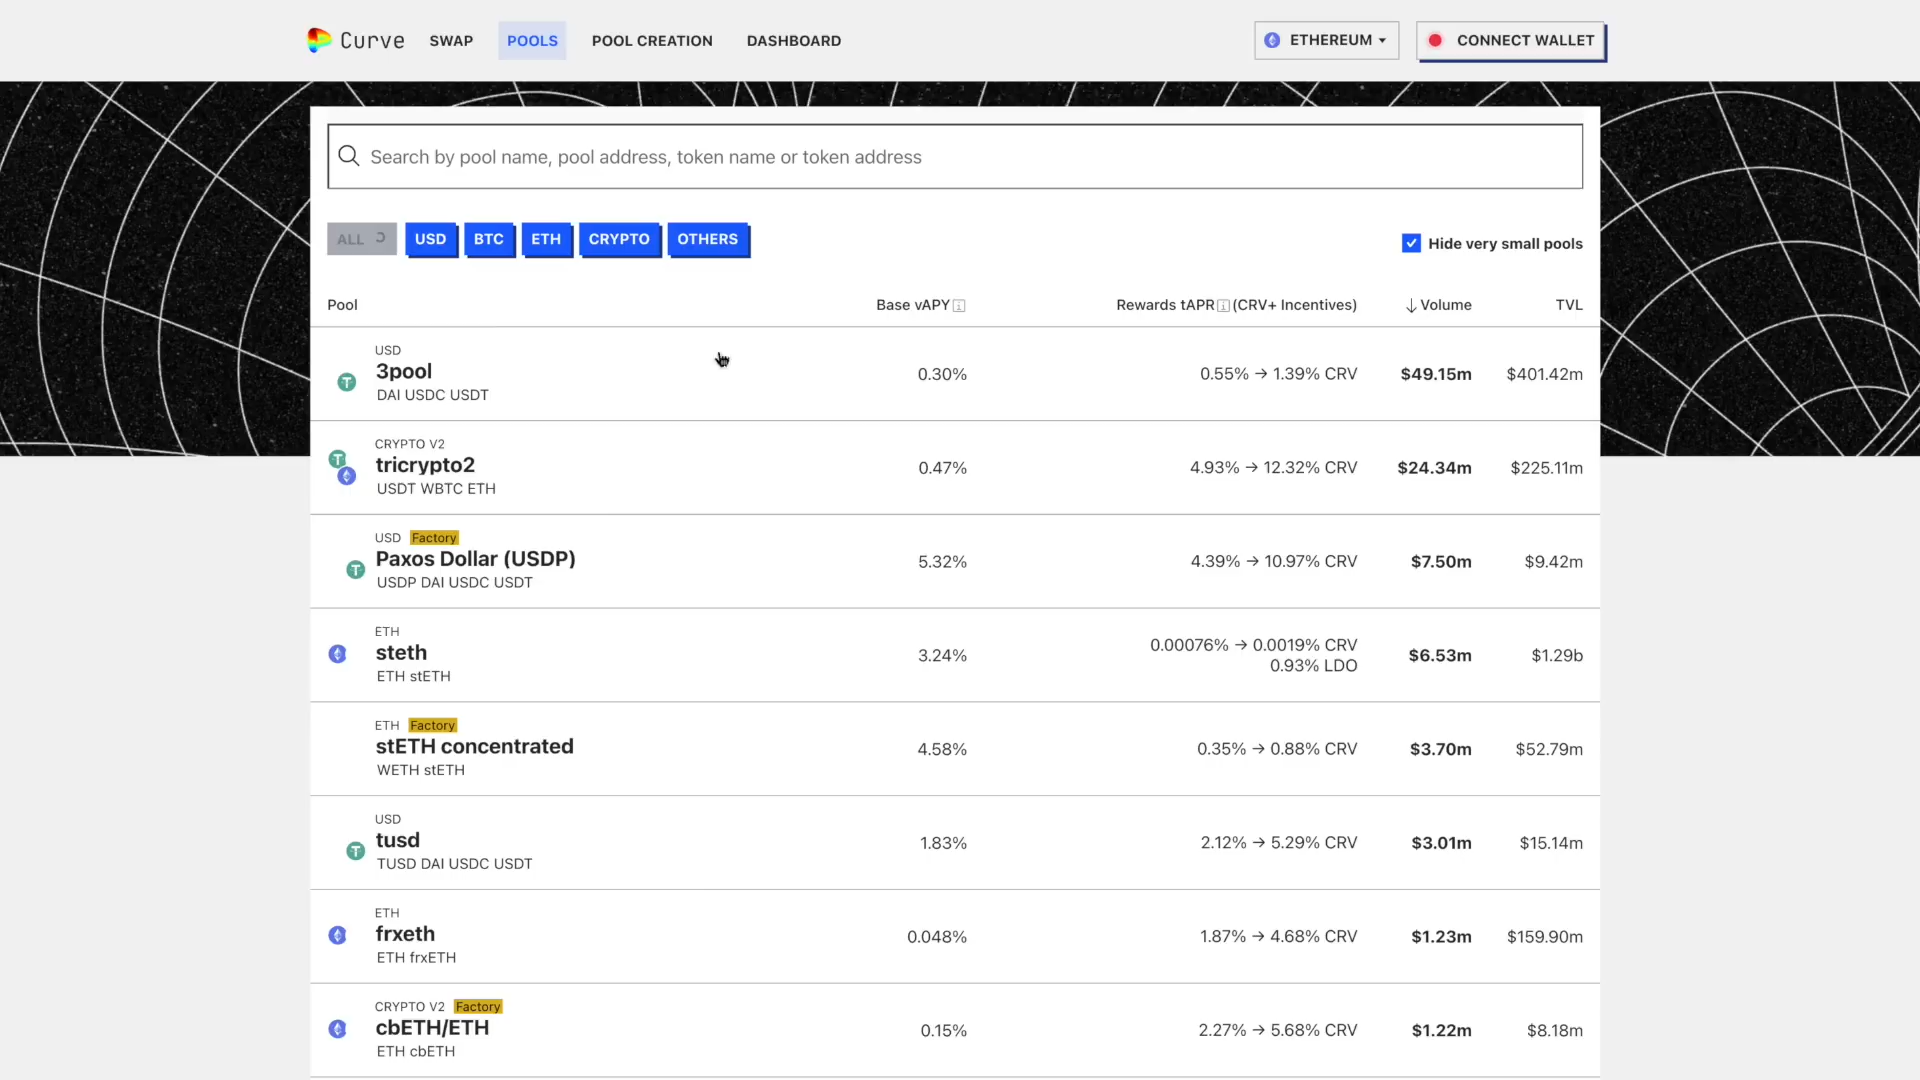 Curve SWAP POOLS POOL CREATION DASHBOARD ETHEREUM CONNECT WALLET
Search by pool name, pool address, token name or token address
ALL USD BTC ETH CRYPTO OTHERS Hide very small pools
Pool Base vAPY Rewards tAPR (CRV+ Incentives) Volume TVL
USD
3pool
DAI USDC USDT
0.30% 0.55% → 1.39% CRV $49.15m $401.42m
CRYPTO V2
tricrypto2
USDT WBTC ETH
0.47% 4.93% → 12.32% CRV $24.34m $225.11m
USD Factory
Paxos Dollar (USDP)
USDP DAI USDC USDT
5.32% 4.39% → 10.97% CRV $7.50m $9.42m
ETH
steth
ETH stETH
3.24% 0.00076% → 0.0019% CRV $6.53m $1.29b
0.93% LDO
ETH Factory
stETH concentrated
WETH stETH
4.58% 0.35% → 0.88% CRV $3.70m $52.79m
USD
tusd
TUSD DAI USDC USDT
1.83% 2.12% → 5.29% CRV $3.01m $15.14m
ETH
frxeth
ETH frxETH
0.048% 1.87% → 4.68% CRV $1.23m $159.90m
CRYPTO V2 Factory
cbETH/ETH
ETH cbETH
0.15% 2.27% → 5.68% CRV $1.22m $8.18m